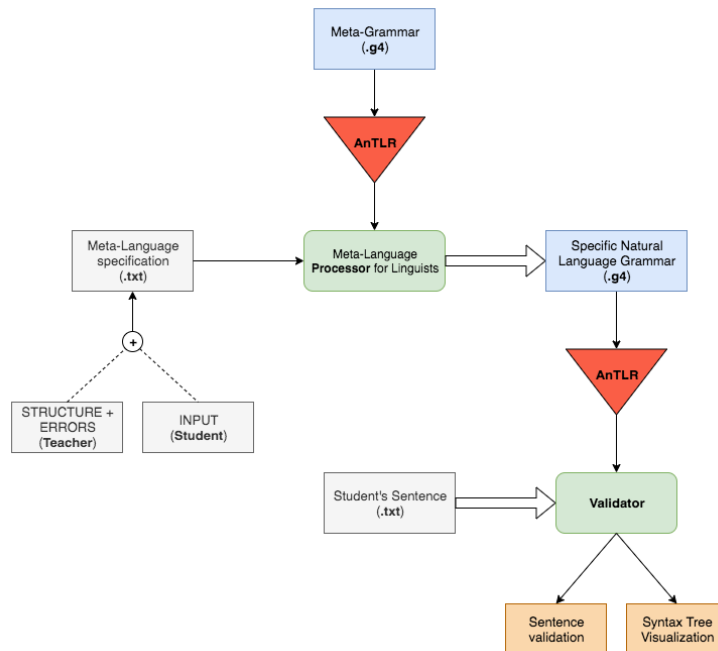 Meta-Grammar
(.g4)
AnTLR
Meta-Language
specification
(.txt)
Meta-Language
Processor for Linguists
Specific Natural
Language Grammar
(.g4)
+
AnTLR
STRUCTURE +
ERRORS
(Teacher)
INPUT
(Student)
Student's Sentence
(.txt)
Validator
Sentence
validation
Syntax Tree
Visualization